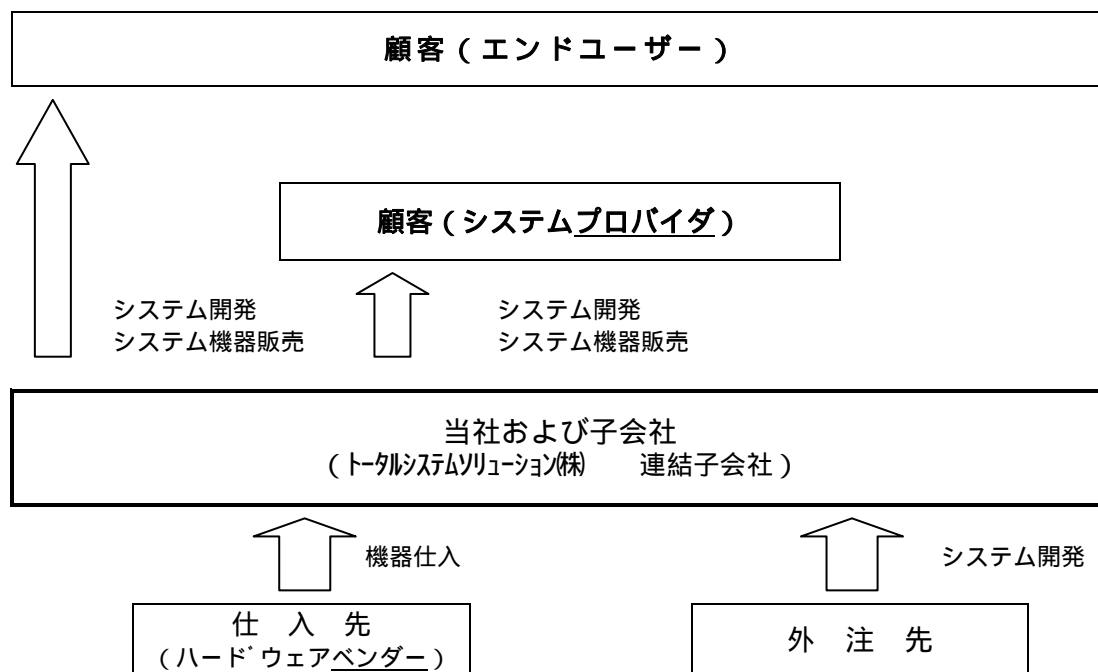 顧客（エンドユーザー）
顧客（システムプロバイダ）
システム開発
システム機器販売
システム開発
システム機器販売
当社および子会社
（ﾄｰﾀﾙｼｽﾃﾑｿﾘｭｰｼｮﾝ㈱　　連結子会社）
機器仕入
システム開発
仕　入　先
（ハードﾞウェアベンダー）
外　注　先